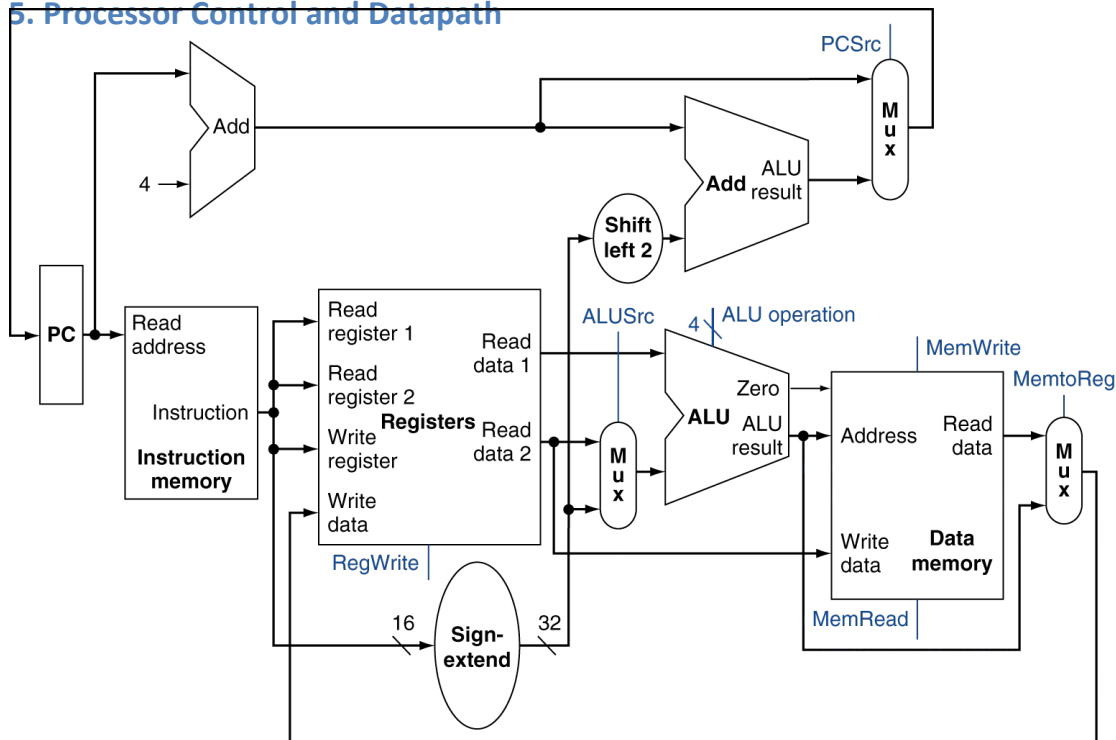 5. Processor Control and Datapath
PCSrc
M
u
x
Add
ALU
result
Add
4
Shift
left 2
PC
Read
address
Instruction
Instruction
memory
Read
register 1
Read
register 2
Write
register
Write
data
Registers
Read
data 1
Read
data 2
RegWrite
ALUSrc
M
u
x
4
ALU operation
Zero
ALU
ALU
result
MemWrite
Address
Read
data
Write
data
Data
memory
MemRead
MemtoReg
M
u
x
16
Sign-
extend
32